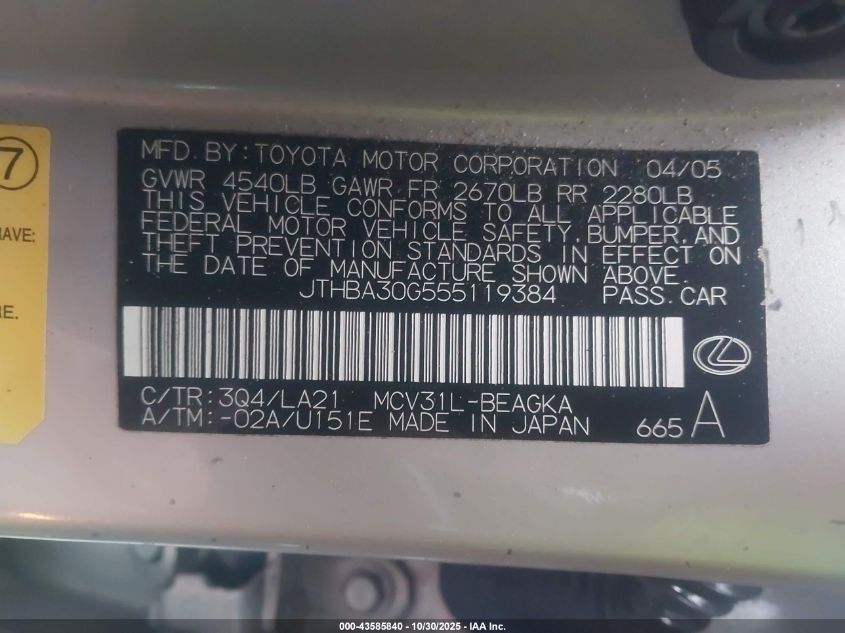 7
RAVE:
RE.
MFD. BY: TOYOTA MOTOR CORPORATION 04/05
GVWR 4540LB GAWR FR 2670LB RR 2280LB
THIS VEHICLE CONFORMS TO ALL APPLICABLE
FEDERAL MOTOR VEHICLE SAFETY, BUMPER, AND
THEFT PREVENTION STANDARDS IN EFFECT ON
THE DATE OF MANUFACTURE SHOWN ABOVE.
JTHBA30G555119384 PASS. CAR
C/TR: 3Q4/LA21 MCV31L-BEAGKA
A/TM: -02A/U151E MADE IN JAPAN 665 A
000-43585840 | 10/30/2025 - IAA Inc.